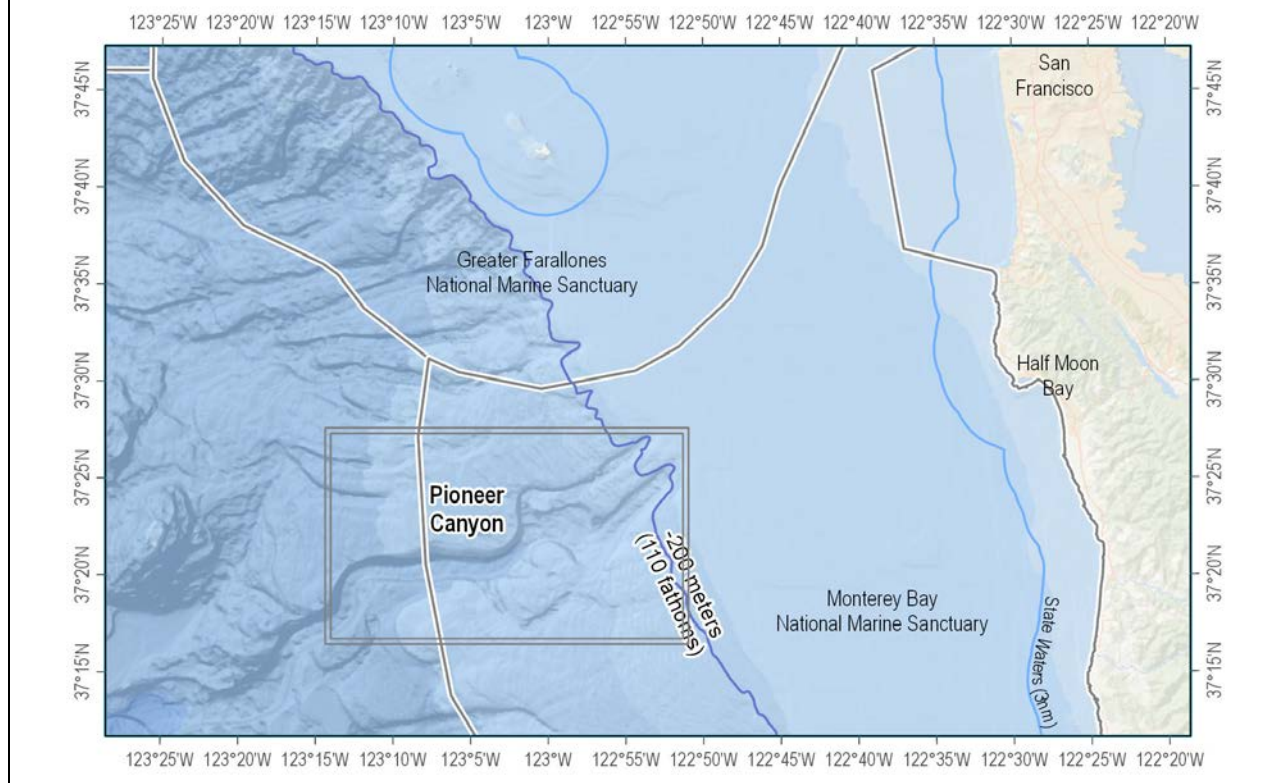 123°25'W 123°20'W 123°15'W 123°10'W 123°5'W 123°W 122°55'W 122°50'W 122°45'W 122°40'W 122°35'W 122°30'W 122°25'W 122°20'W
37°45'N
37°40'N
37°35'N
37°30'N
37°25'N
37°20'N
37°15'N
San
Francisco
Greater Farallones
National Marine Sanctuary
Half Moon
Bay
Pioneer
Canyon
-200 meters
(110 fathoms)
Monterey Bay
National Marine Sanctuary
State Waters (3nm)
37°45'N
37°40'N
37°35'N
37°30'N
37°25'N
37°20'N
37°15'N
123°25'W 123°20'W 123°15'W 123°10'W 123°5'W 123°W 122°55'W 122°50'W 122°45'W 122°40'W 122°35'W 122°30'W 122°25'W 122°20'W